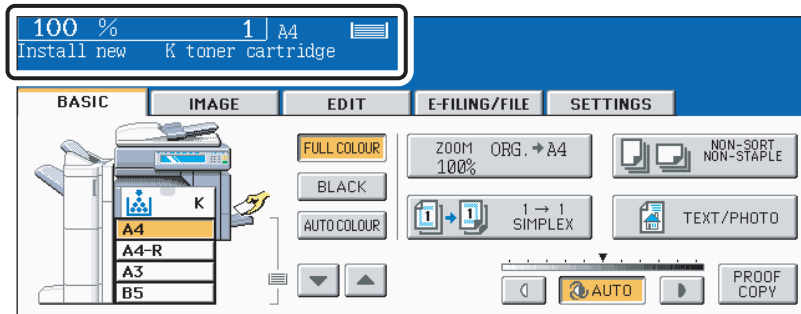 100 % 1 A4
Install new K toner cartridge
BASIC IMAGE EDIT E-FILING/FILE SETTINGS
FULL COLOUR
BLACK
AUTO COLOUR
K
A4
A4-R
A3
B5
ZOOM ORG. → A4
100%
NON-SORT
NON-STAPLE
1 → 1
1 → 1
SIMPLEX
TEXT/PHOTO
AUTO
PROOF
COPY